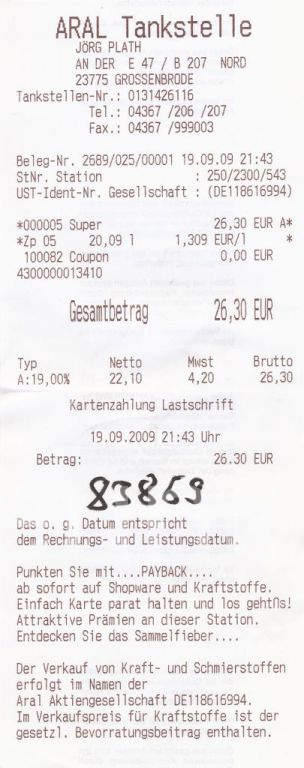 ARAL Tankstelle
JÖRG PLATH
AN DER E 47 / B 207 NORD
23775 GROSSENBRODE
Tankstellen-Nr.: 0131426116
Tel.: 04367 /206 /207
Fax.: 04367 /999003
Beleg-Nr. 2689/025/00001 19.09.09 21:43
StNr. Station : 250/2300/543
UST-Ident-Nr. Gesellschaft : (DE118616994)
*000005 Super 26,30 EUR A*
*Zp 05 20,09 l 1,309 EUR/l *
100082 Coupon 0,00 EUR
4300000013410
Gesamtbetrag 26,30 EUR
Typ Netto Mwst Brutto
A:19,00% 22,10 4,20 26,30
Kartenzahlung Lastschrift
19.09.2009 21:43 Uhr
Betrag: 26.30 EUR
83869
Das o. g. Datum entspricht
dem Rechnungs- und Leistungsdatum.
Punkten Sie mit....PAYBACK....
ab sofort auf Shopware und Kraftstoffe.
Einfach Karte parat halten und los gehtńs!
Attraktive Prämien an dieser Station.
Entdecken Sie das Sammelfieber....
Der Verkauf von Kraft- und Schmierstoffen
erfolgt im Namen der
Aral Aktiengesellschaft DE118616994.
Im Verkaufspreis für Kraftstoffe ist der
gesetzl. Bevorratungsbeitrag enthalten.